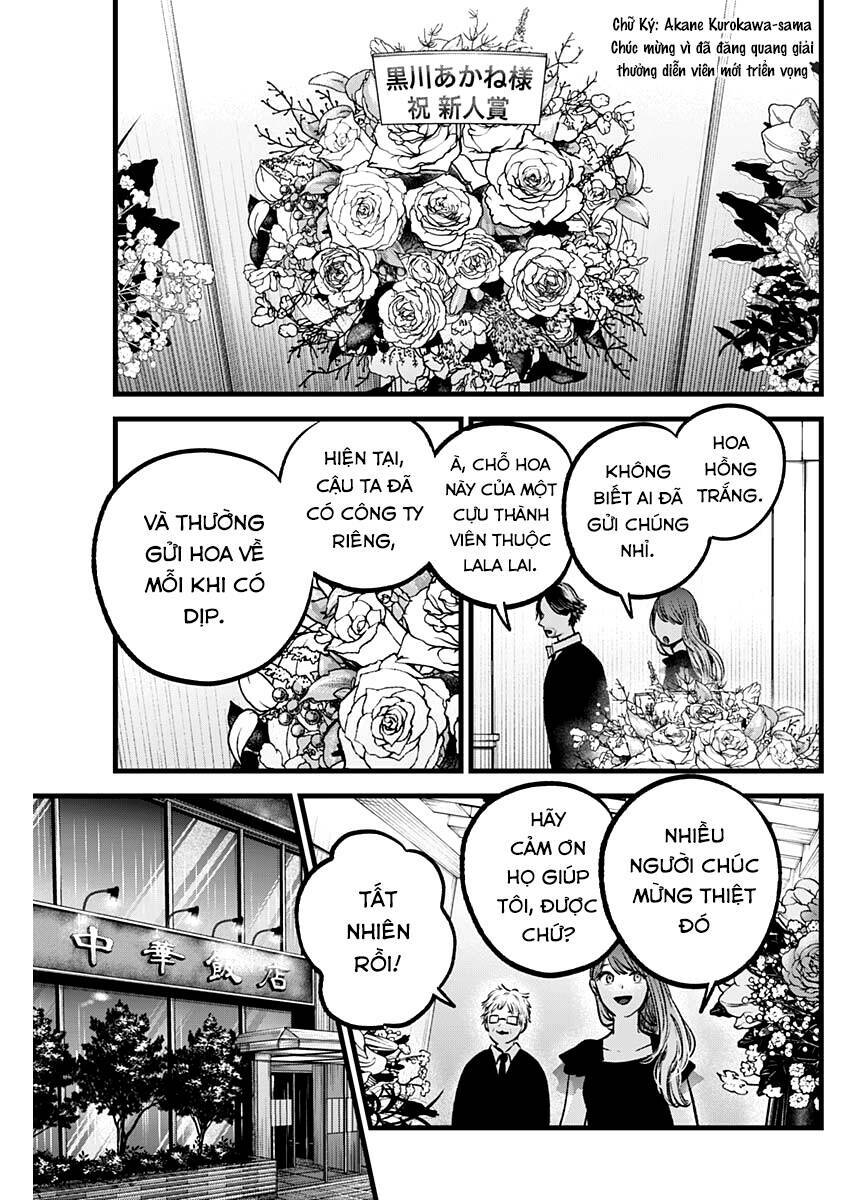 Chữ Ký: Akane Kurokawa-sama
Chúc mừng vì đã đăng quang giải
thưởng diễn viên mới triển vọng
黒川あかね様
祝 新人賞
HOA
HỒNG
TRẮNG.
KHÔNG
BIẾT AI ĐÃ
GỬI CHÚNG
NHỈ.
À, CHỖ HOA
NÀY CỦA MỘT
CỰU THÀNH
VIÊN THUỘC
LALA LAI.
HIỆN TẠI,
CẬU TA ĐÃ
CÓ CÔNG TY
RIÊNG,
VÀ THƯỜNG
GỬI HOA VỀ
MỖI KHI CÓ
DỊP.
NHIỀU
NGƯỜI CHÚC
MỪNG THIỆT
ĐÓ
HÃY
CẢM ƠN
HỌ GIÚP
TÔI, ĐƯỢC
CHỨ?
TẤT
NHIÊN
RỒI!
中華飯店